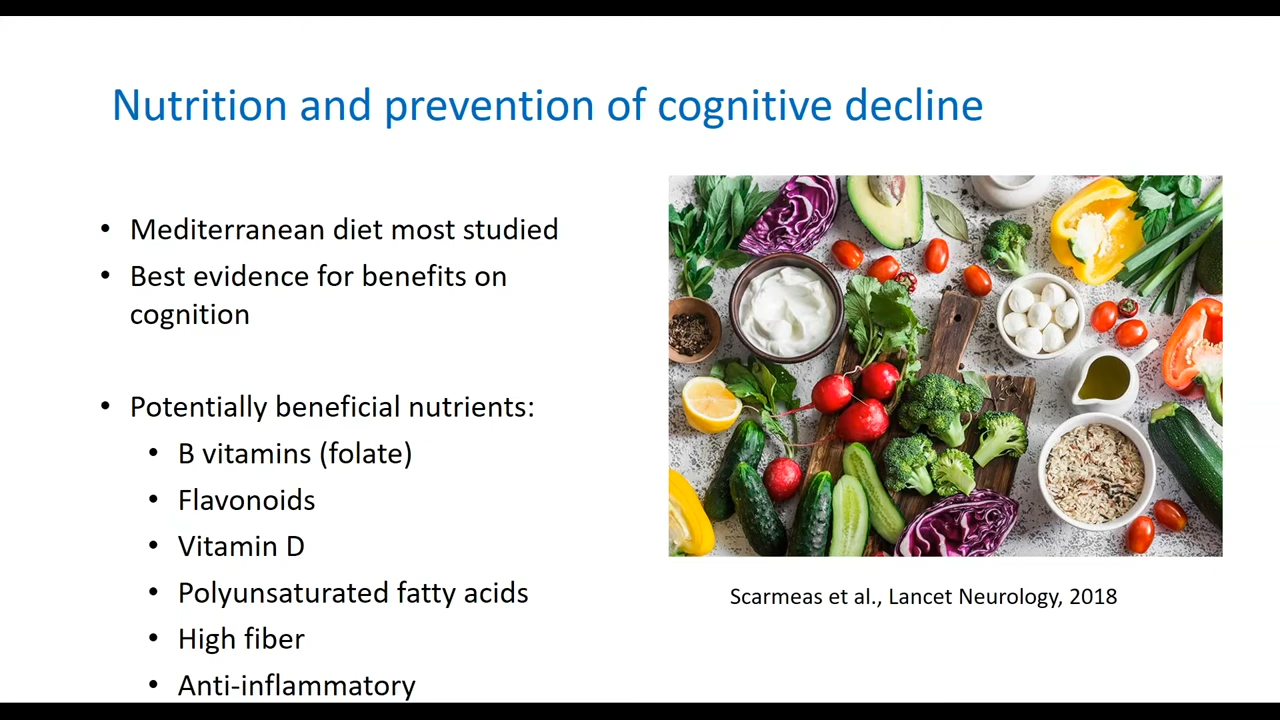 Nutrition and prevention of cognitive decline
• Mediterranean diet most studied
• Best evidence for benefits on
cognition
• Potentially beneficial nutrients:
• B vitamins (folate)
• Flavonoids
• Vitamin D
• Polyunsaturated fatty acids
• High fiber
• Anti-inflammatory
Scarmeas et al., Lancet Neurology, 2018